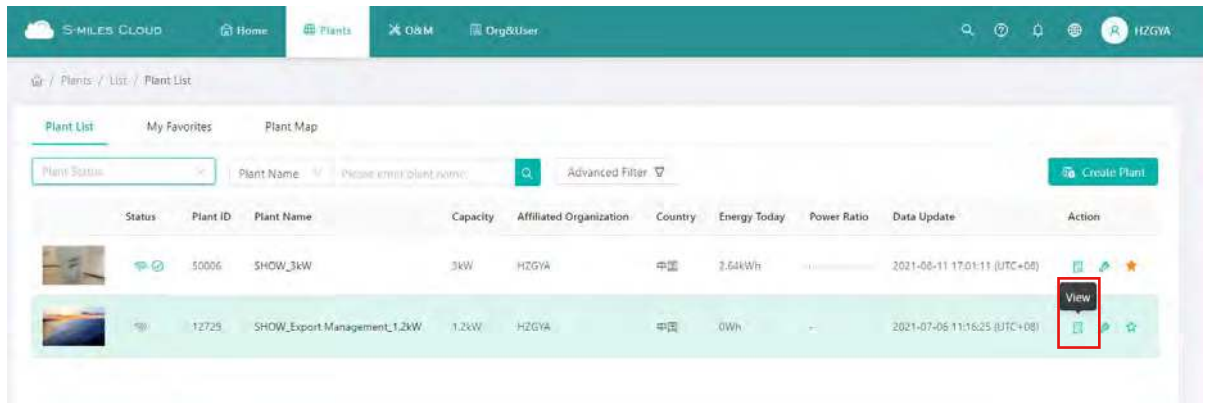 S-MILES CLOUD Home Plants O&M Org&User HZGYA
/ Plants / List / Plant List
Plant List My Favorites Plant Map
Plant Status Plant Name Please enter plant name. Advanced Filter Create Plant
Status Plant ID Plant Name Capacity Affiliated Organization Country Energy Today Power Ratio Data Update Action
50006 SHOW_3kW 3kW HZGYA 中国 2.64kWh 2021-08-11 17:01:11 (UTC+08)
View
12729 SHOW_Export Management_1.2kW 1.2kW HZGYA 中国 0Wh - 2021-07-06 11:16:25 (UTC+08)